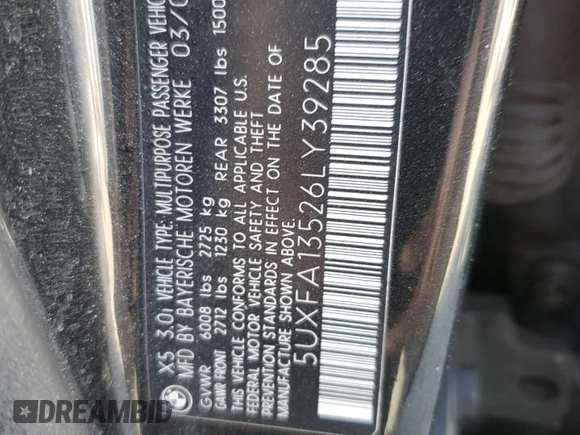 X5 3.0i VEHICLE TYPE: MULTIPURPOSE PASSENGER VEHIC
MFD BY BAYERISCHE MOTOREN WERKE 03/0
GVWR 6008 lbs 2725 kg
GAWR FRONT 2712 lbs 1230 kg REAR 3307 lbs 1500
THIS VEHICLE CONFORMS TO ALL APPLICABLE U.S.
FEDERAL MOTOR VEHICLE SAFETY AND THEFT
PREVENTION STANDARDS IN EFFECT ON THE DATE OF
MANUFACTURE SHOWN ABOVE.
5UXFA13526LY39285
DREAMBID